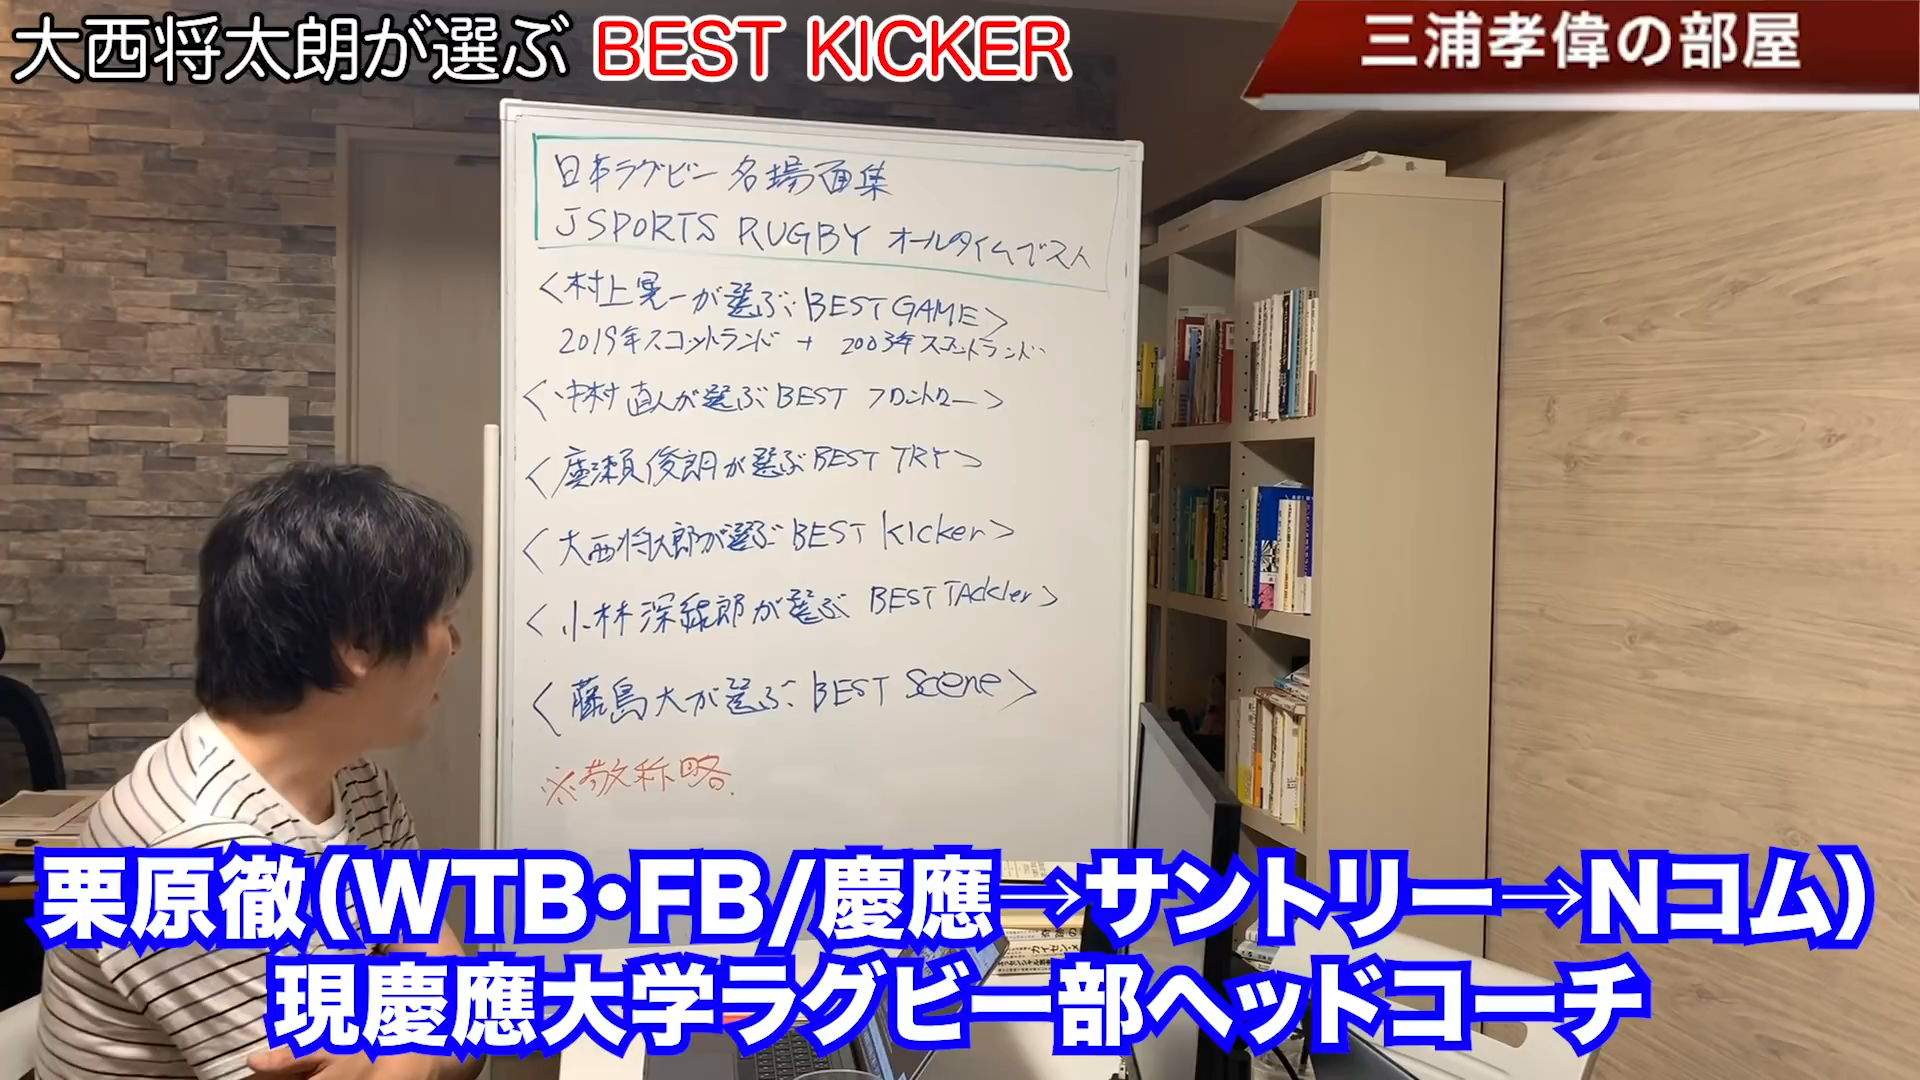 大西将太朗が選ぶ BEST KICKER
三浦孝偉の部屋
日本ラグビー 名場面集
JSPORTS RUGBY オールタイムベスト
<村上晃一が選ぶ BEST GAME>
2019年スコットランド + 2003年スコットランド
<中村直人が選ぶ BEST フロントロー>
<廣瀬俊朗が選ぶ BEST TRY>
<大西将太郎が選ぶ BEST Kicker>
<小林深緑郎が選ぶ BEST TAckler>
<藤島大が選ぶ BEST Scene>
※敬称略.
栗原徹(WTB・FB/慶應→サントリー→Nコム)
現慶應大学ラグビー部ヘッドコーチ